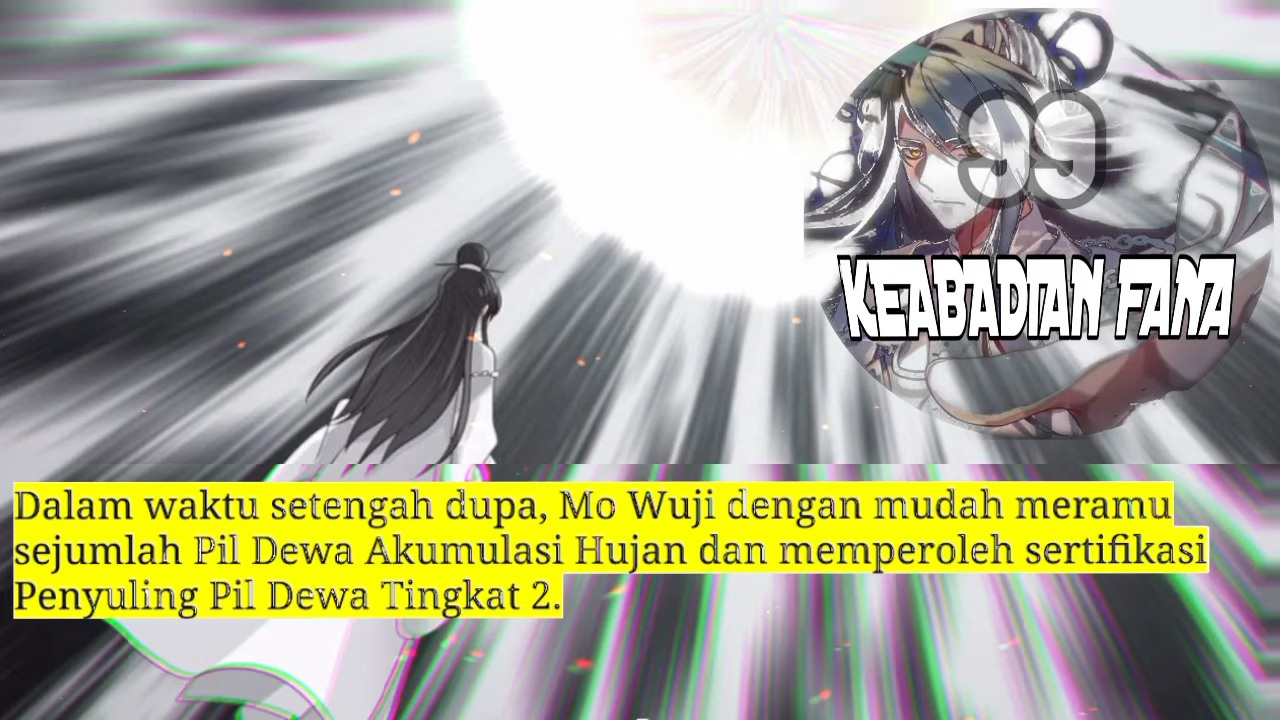 99
KEABADIAN FANA
Dalam waktu setengah dupa, Mo Wuji dengan mudah meramu
sejumlah Pil Dewa Akumulasi Hujan dan memperoleh sertifikasi
Penyuling Pil Dewa Tingkat 2.